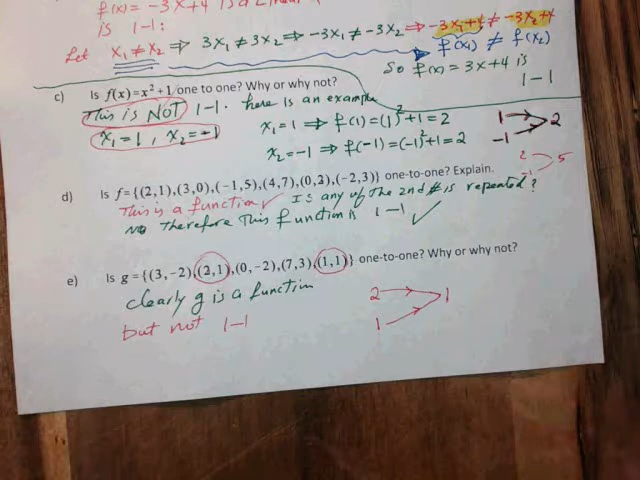 f(x) = -3x+4 is a Linear
is 1-1:
Let x₁ ≠ x₂ ⇒ 3x₁ ≠ 3x₂ ⇒ -3x₁ ≠ -3x₂ ⇒ -3x₁+4 ≠ -3x₂+4
f(x₁) ≠ f(x₂)
So f(x) = 3x+4 is
1-1
c) Is f(x)=x²+1 one to one? Why or why not?
This is NOT 1-1. here Is an example
x₁=1, x₂=-1
x₁=1 ⇒ f(1)=(1)²+1=2
x₂=-1 ⇒ f(-1)=(-1)²+1=2
1 → 2
-1
2 5
d) Is f={(2,1),(3,0),(-1,5),(4,7),(0,2),(-2,3)} one-to-one? Explain.
This is a function ✓ Is any of the 2nd # is repeated?
No Therefore This function is 1-1 ✓
e) Is g={(3,-2),(2,1),(0,-2),(7,3),(1,1)} one-to-one? Why or why not?
clearly g is a function
but not 1-1
2 → 1
1